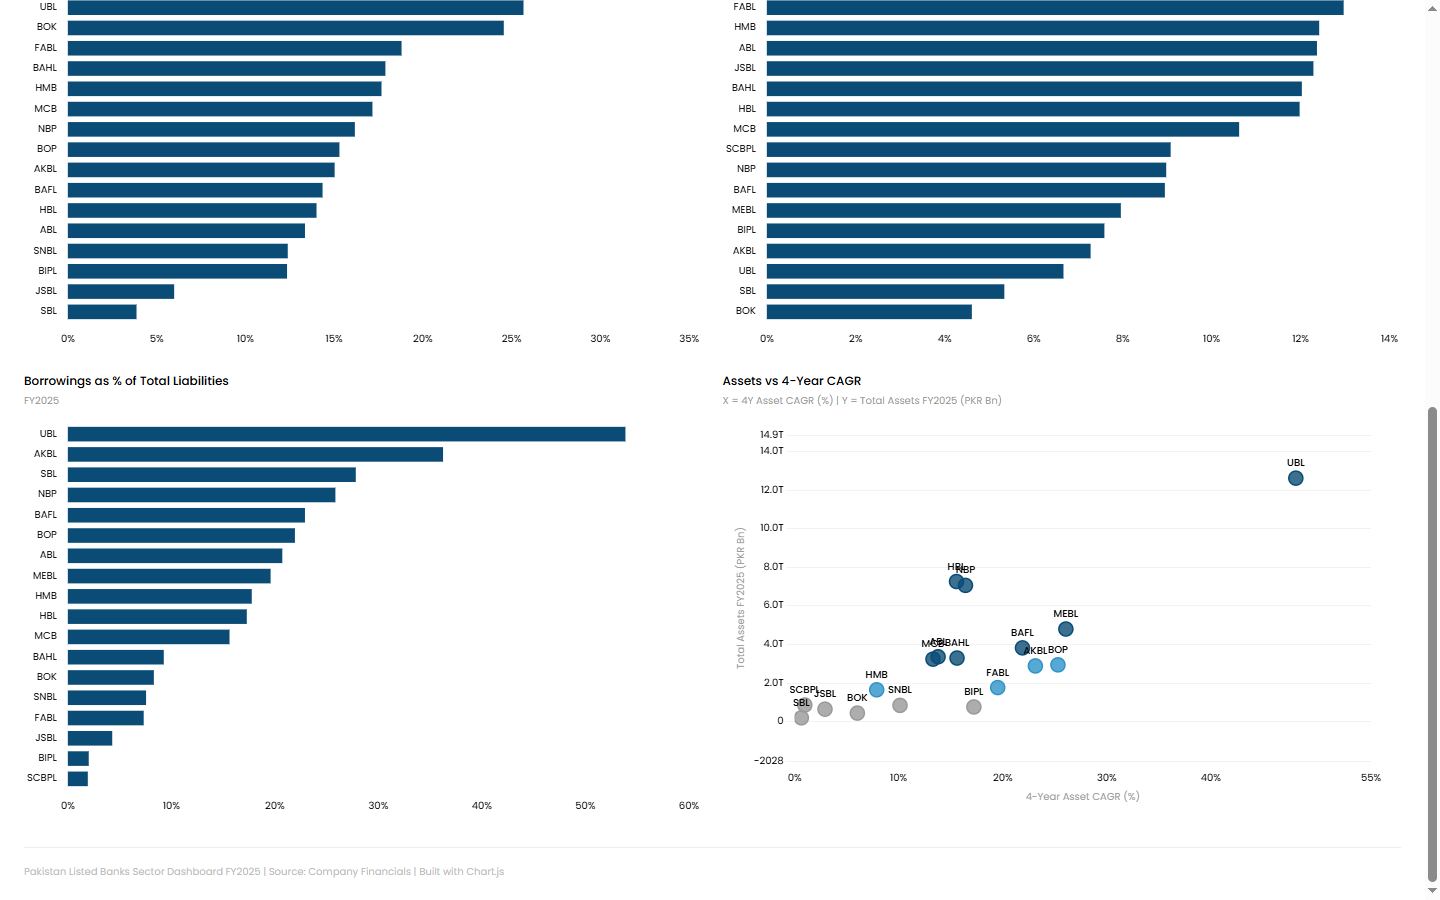 UBL
BOK
FABL
BAHL
HMB
MCB
NBP
BOP
AKBL
BAFL
HBL
ABL
SNBL
BIPL
JSBL
SBL
0% 5% 10% 15% 20% 25% 30% 35%
FABL
HMB
ABL
JSBL
BAHL
HBL
MCB
SCBPL
NBP
BAFL
MEBL
BIPL
AKBL
UBL
SBL
BOK
0% 2% 4% 6% 8% 10% 12% 14%
Borrowings as % of Total Liabilities
FY2025
UBL
AKBL
SBL
NBP
BAFL
BOP
ABL
MEBL
HMB
HBL
MCB
BAHL
BOK
SNBL
FABL
JSBL
BIPL
SCBPL
0% 10% 20% 30% 40% 50% 60%
Assets vs 4-Year CAGR
X = 4Y Asset CAGR (%) | Y = Total Assets FY2025 (PKR Bn)
Total Assets FY2025 (PKR Bn)
14.9T
14.0T
12.0T
10.0T
8.0T
6.0T
4.0T
2.0T
0
-2028
UBL
HBL NBP
MEBL
BAFL
MCB ABL BAHL
AKBL BOP
HMB FABL
SCBPL JSBL SNBL BIPL
SBL BOK
0% 10% 20% 30% 40% 55%
4-Year Asset CAGR (%)
Pakistan Listed Banks Sector Dashboard FY2025 | Source: Company Financials | Built with Chart.js